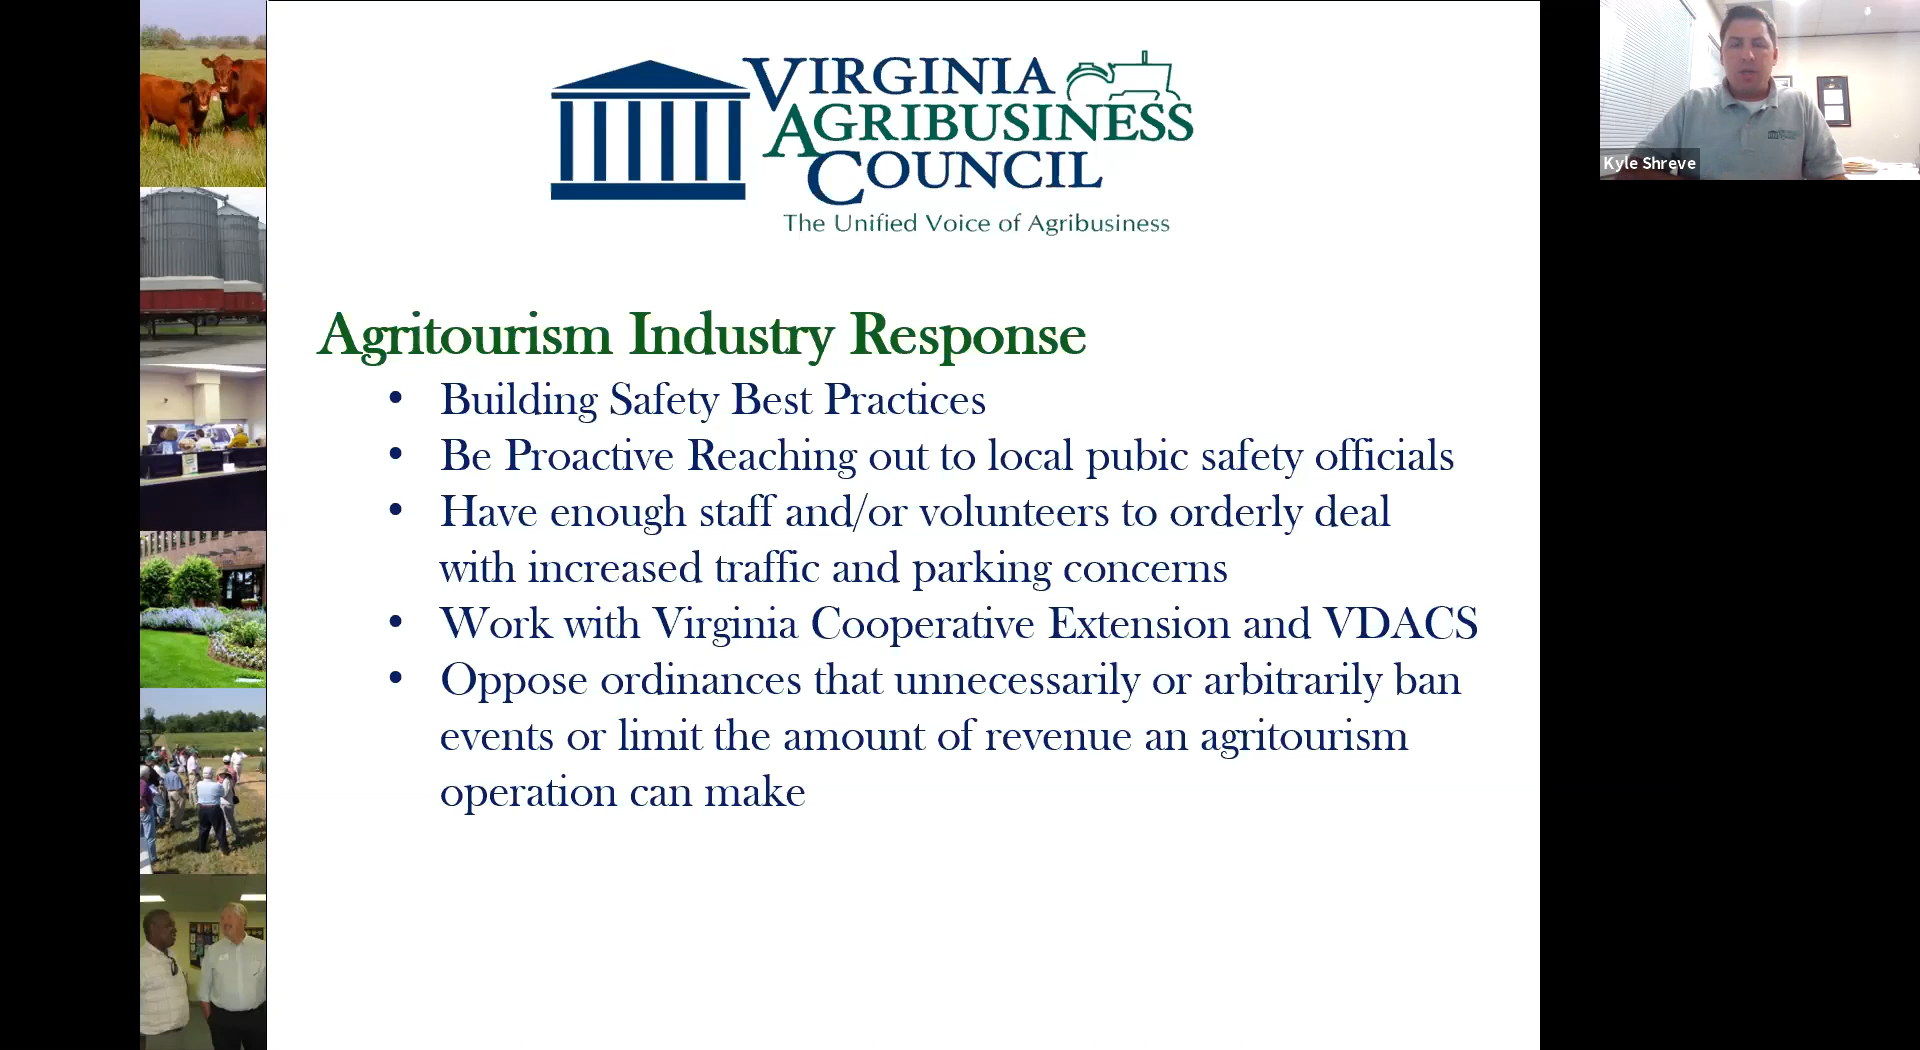 VIRGINIA
AGRIBUSINESS
COUNCIL
The Unified Voice of Agribusiness
Kyle Shreve
Agritourism Industry Response
• Building Safety Best Practices
• Be Proactive Reaching out to local pubic safety officials
• Have enough staff and/or volunteers to orderly deal
with increased traffic and parking concerns
• Work with Virginia Cooperative Extension and VDACS
• Oppose ordinances that unnecessarily or arbitrarily ban
events or limit the amount of revenue an agritourism
operation can make